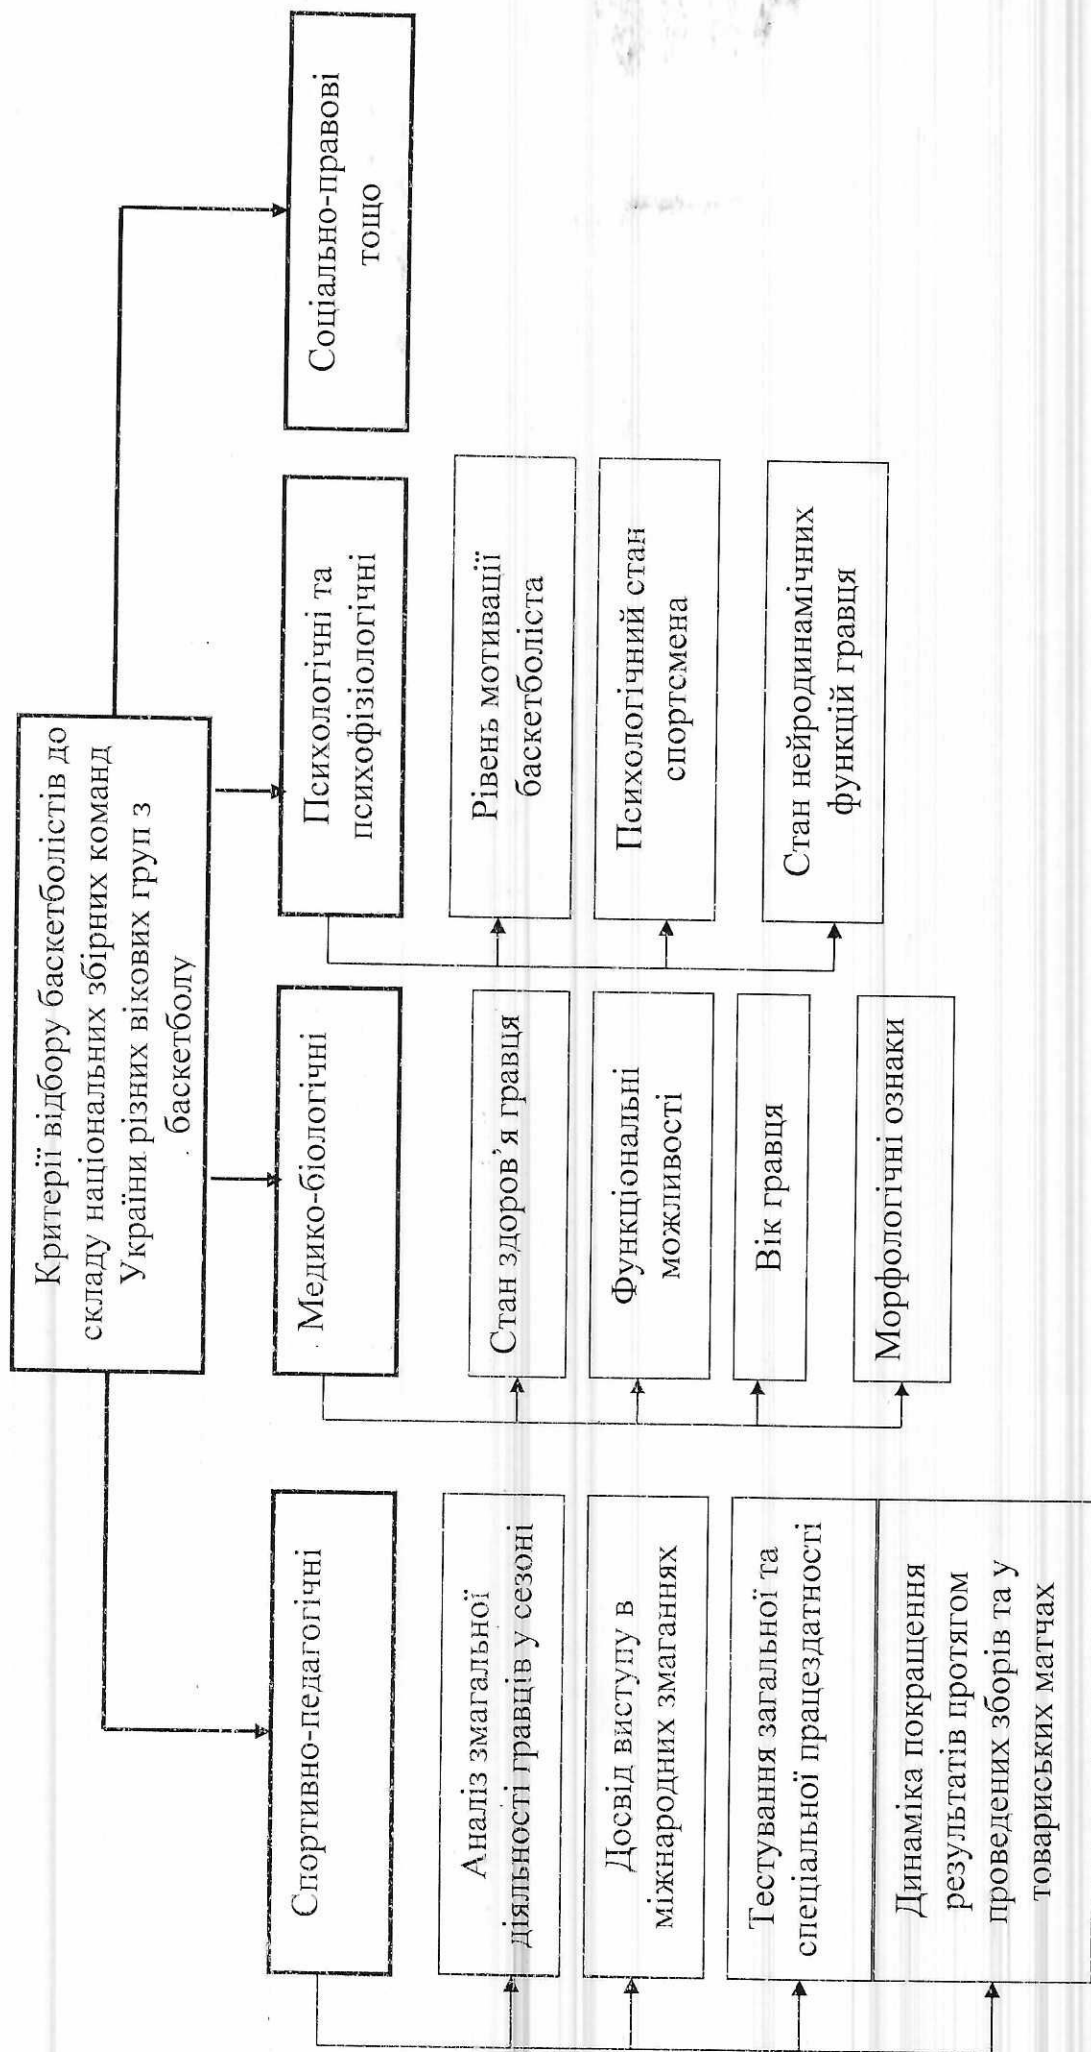 Критерії відбору баскетболістів до
складу національних збірних команд
України різних вікових груп з
баскетболу
Спортивно-педагогічні
Аналіз змагальної
діяльності гравців у сезоні
Досвід виступу в
міжнародних змаганнях
Тестування загальної та
спеціальної працездатності
Динаміка покращення
результатів протягом
проведених зборів та у
товариських матчах
Медико-біологічні
Стан здоров'я гравця
Функціональні
можливості
Вік гравця
Морфологічні ознаки
Психологічні та
психофізіологічні
Рівень мотивації
баскетболіста
Психологічний стан
спортсмена
Стан нейродинамічних
функцій гравця
Соціально-правові
тощо